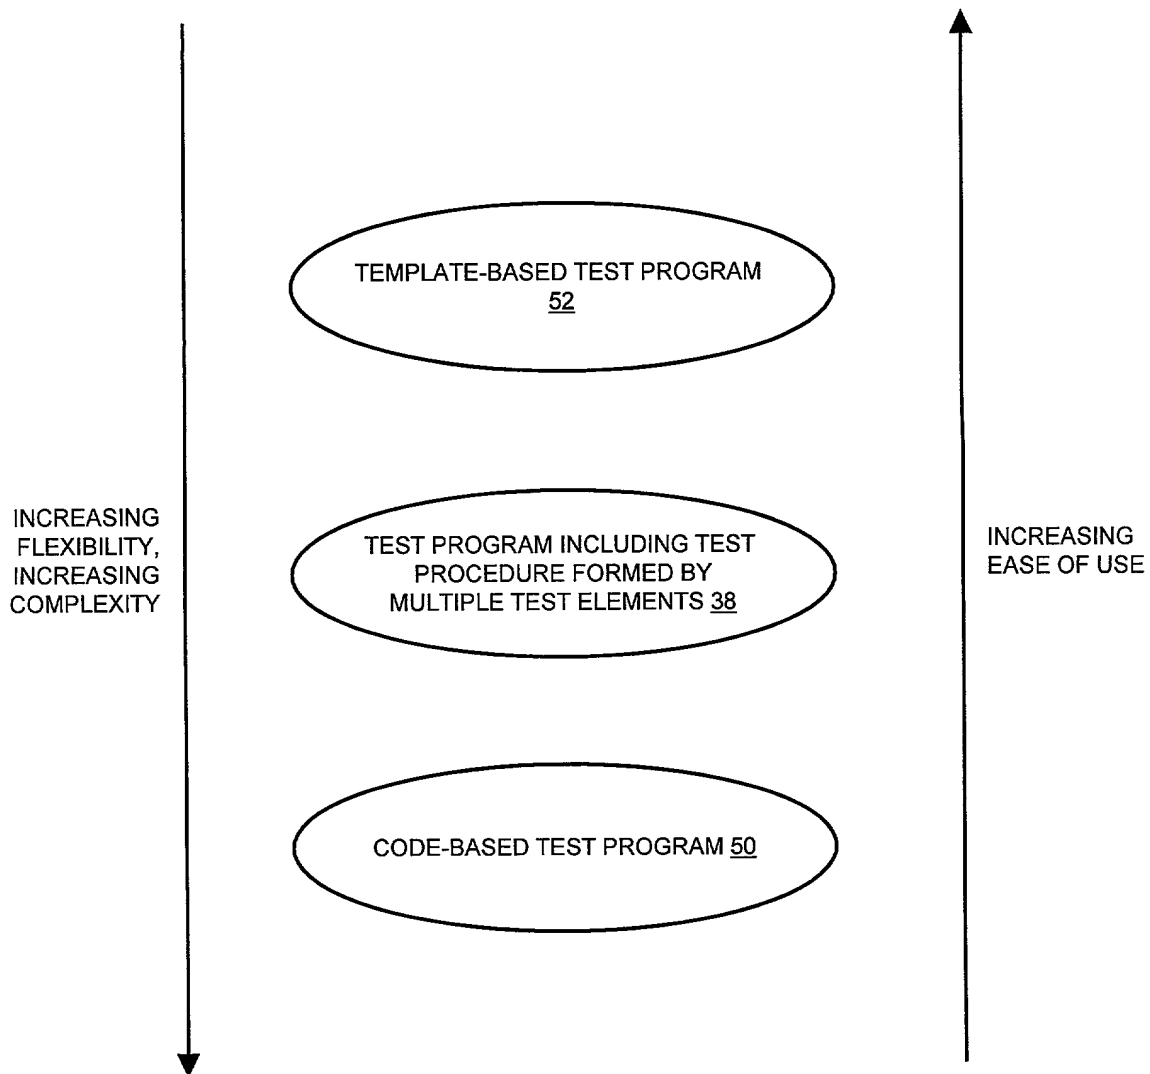 TEMPLATE-BASED TEST PROGRAM
52
INCREASING
FLEXIBILITY,
INCREASING
COMPLEXITY
TEST PROGRAM INCLUDING TEST
PROCEDURE FORMED BY
MULTIPLE TEST ELEMENTS 38
INCREASING
EASE OF USE
CODE-BASED TEST PROGRAM 50